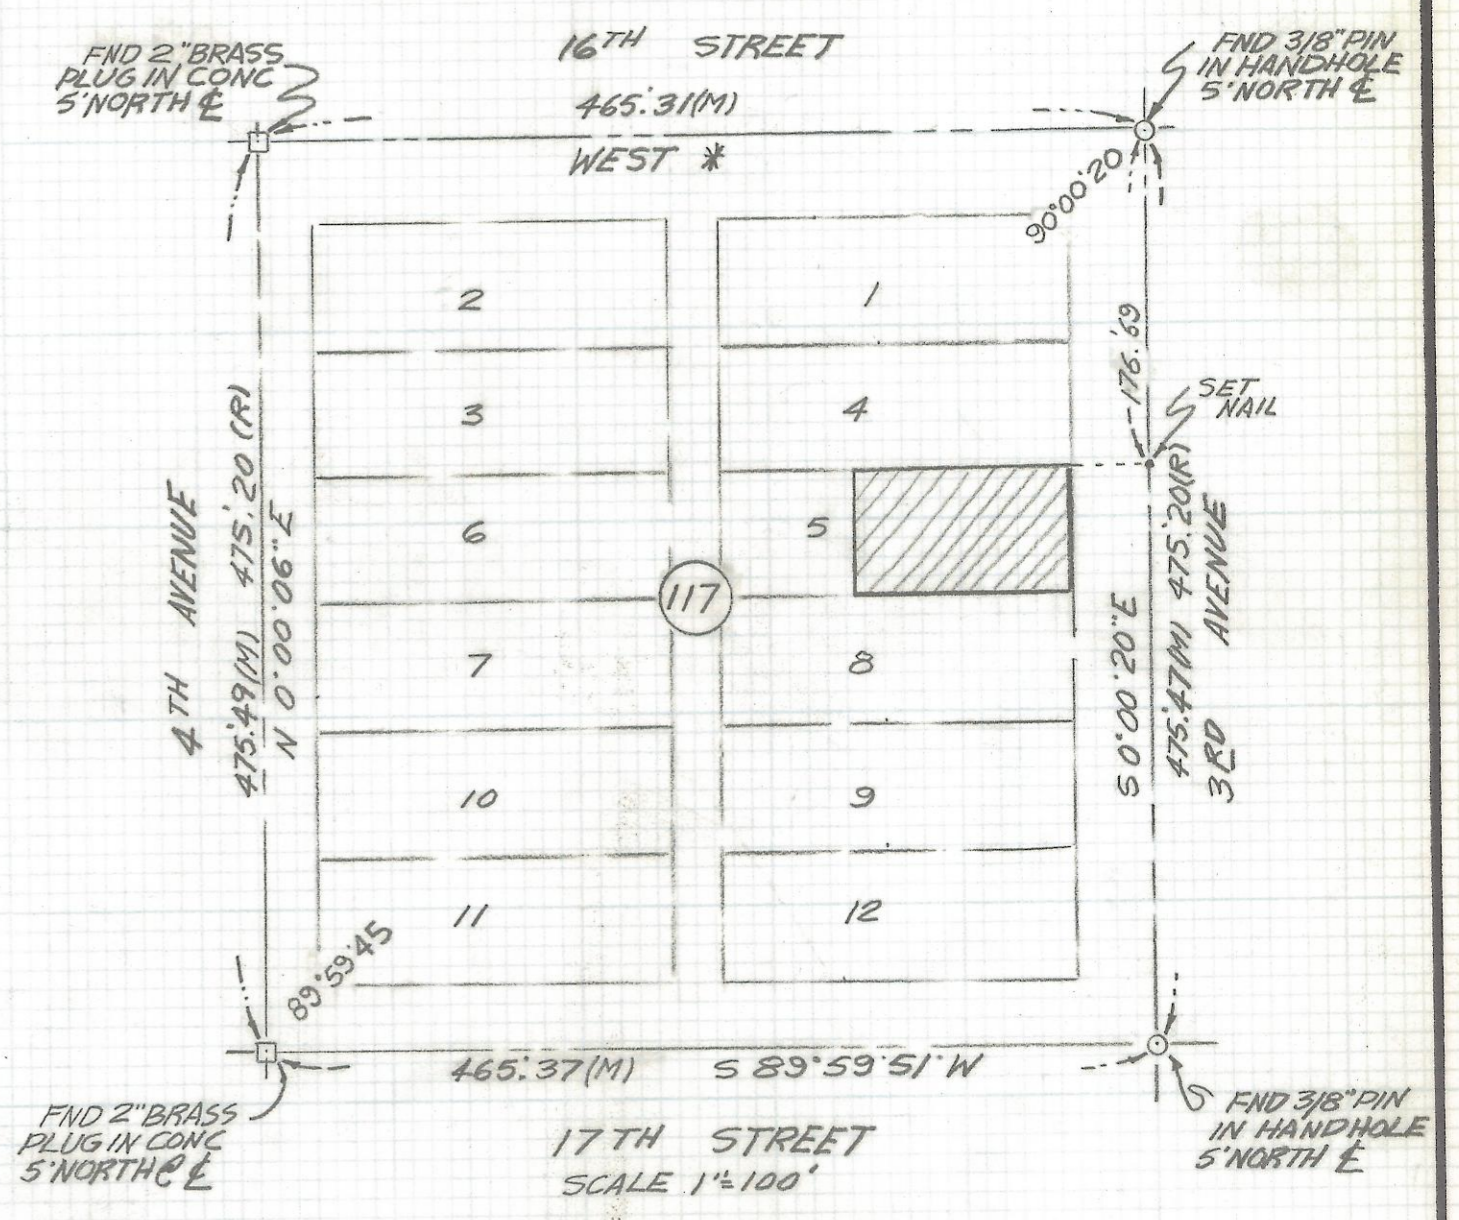 16TH STREET
FND 2" BRASS
PLUG IN CONC
5' NORTH ℄
FND 3/8" PIN
IN HANDHOLE
5' NORTH ℄
465.'31(M)
WEST *
90°00'20
2
1
176.'69
SET
NAIL
3
4
4TH AVENUE
475.'49(M) 475.'20(R)
N 0°00'06"E
6
5
117
S 0°00'20"E
475.'47(M) 475.'20(R)
3RD AVENUE
7
8
10
9
11
12
89°59'45
465.'37(M) S 89°59'51"W
FND 2" BRASS
PLUG IN CONC
5' NORTH @ ℄
17TH STREET
SCALE 1"=100'
FND 3/8" PIN
IN HANDHOLE
5' NORTH ℄